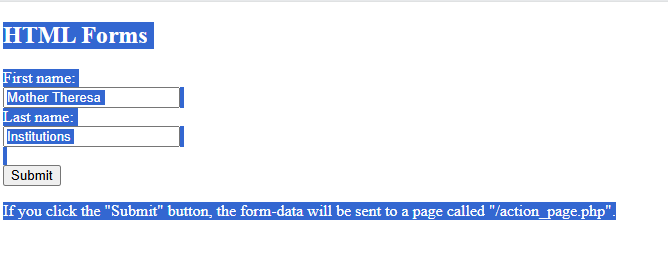 HTML Forms
First name:
Mother Theresa
Last name:
Institutions
Submit
If you click the "Submit" button, the form-data will be sent to a page called "/action_page.php".